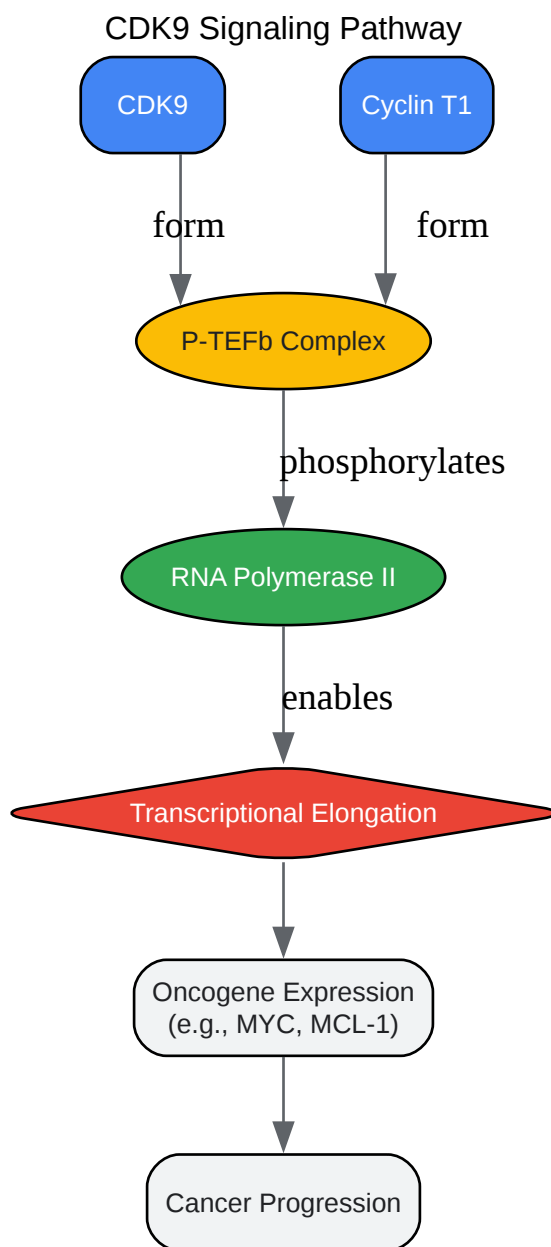 CDK9 Signaling Pathway
CDK9
Cyclin T1
form
form
P-TEFb Complex
phosphorylates
RNA Polymerase II
enables
Transcriptional Elongation
Oncogene Expression
(e.g., MYC, MCL-1)
Cancer Progression